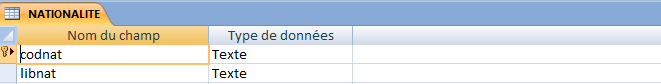 NATIONALITE
Nom du champ Type de données
codnat Texte
libnat Texte